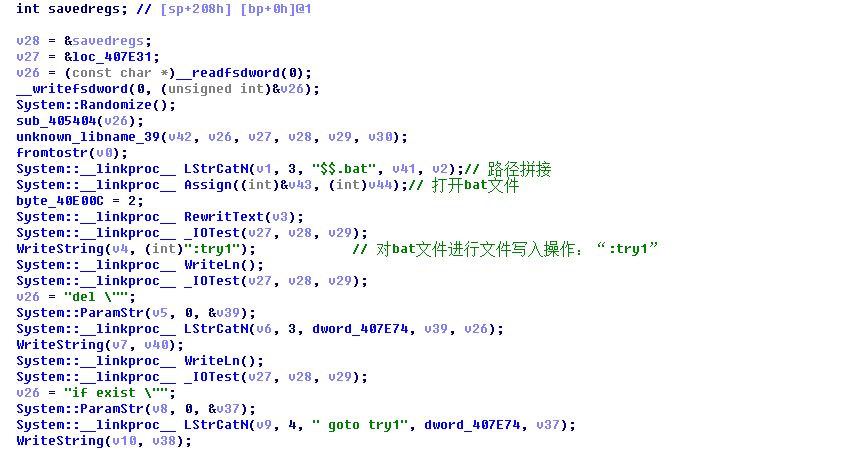 int savedregs; // [sp+208h] [bp+0h]@1
v28 = &savedregs;
v27 = &loc_407E31;
v26 = (const char *)__readfsdword(0);
__writefsdword(0, (unsigned int)&v26);
System::Randomize();
sub_405404(v26);
unknown_libname_39(v42, v26, v27, v28, v29, v30);
fromtostr(v0);
System::__linkproc__ LStrCatN(v1, 3, "$$.bat", v41, v2);// 路径拼接
System::__linkproc__ Assign((int)&v43, (int)v44);// 打开bat文件
byte_40E00C = 2;
System::__linkproc__ RewritText(v3);
System::__linkproc__ _IOTest(v27, v28, v29);
WriteString(v4, (int)":try1"); // 对bat文件进行文件写入操作：“:try1”
System::__linkproc__ WriteLn();
System::__linkproc__ _IOTest(v27, v28, v29);
v26 = "del \"";
System::ParamStr(v5, 0, &v39);
System::__linkproc__ LStrCatN(v6, 3, dword_407E74, v39, v26);
WriteString(v7, v40);
System::__linkproc__ WriteLn();
System::__linkproc__ _IOTest(v27, v28, v29);
v26 = "if exist \"";
System::ParamStr(v8, 0, &v37);
System::__linkproc__ LStrCatN(v9, 4, " goto try1", dword_407E74, v37);
WriteString(v10, v38);